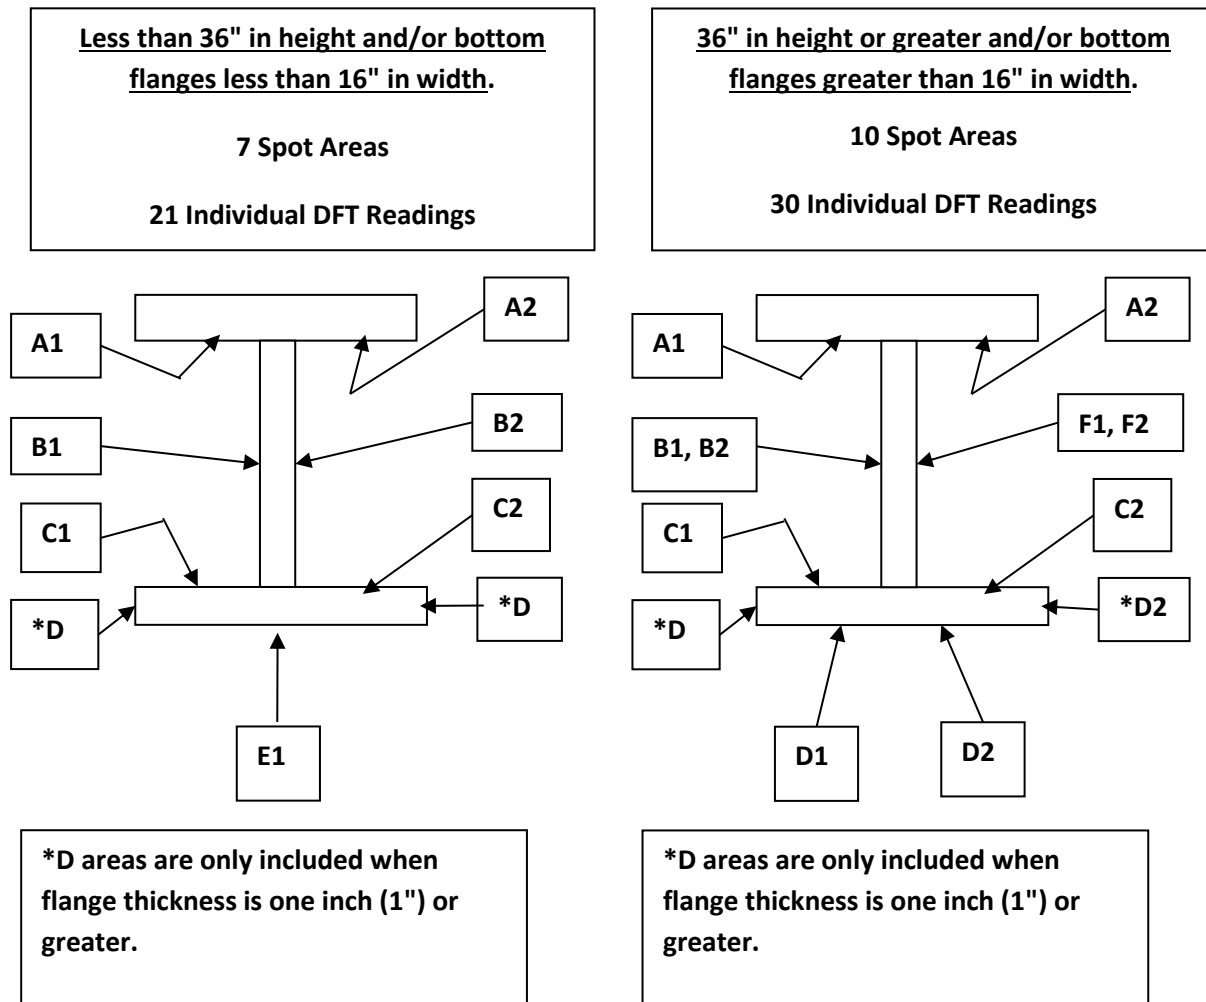 Less than 36" in height and/or bottom
flanges less than 16" in width.
7 Spot Areas
21 Individual DFT Readings
36" in height or greater and/or bottom
flanges greater than 16" in width.
10 Spot Areas
30 Individual DFT Readings
A1
A2
B1
B2
C1
C2
*D
*D
E1
A1
A2
B1, B2
F1, F2
C1
C2
*D
*D2
D1
D2
*D areas are only included when
flange thickness is one inch (1") or
greater.
*D areas are only included when
flange thickness is one inch (1") or
greater.